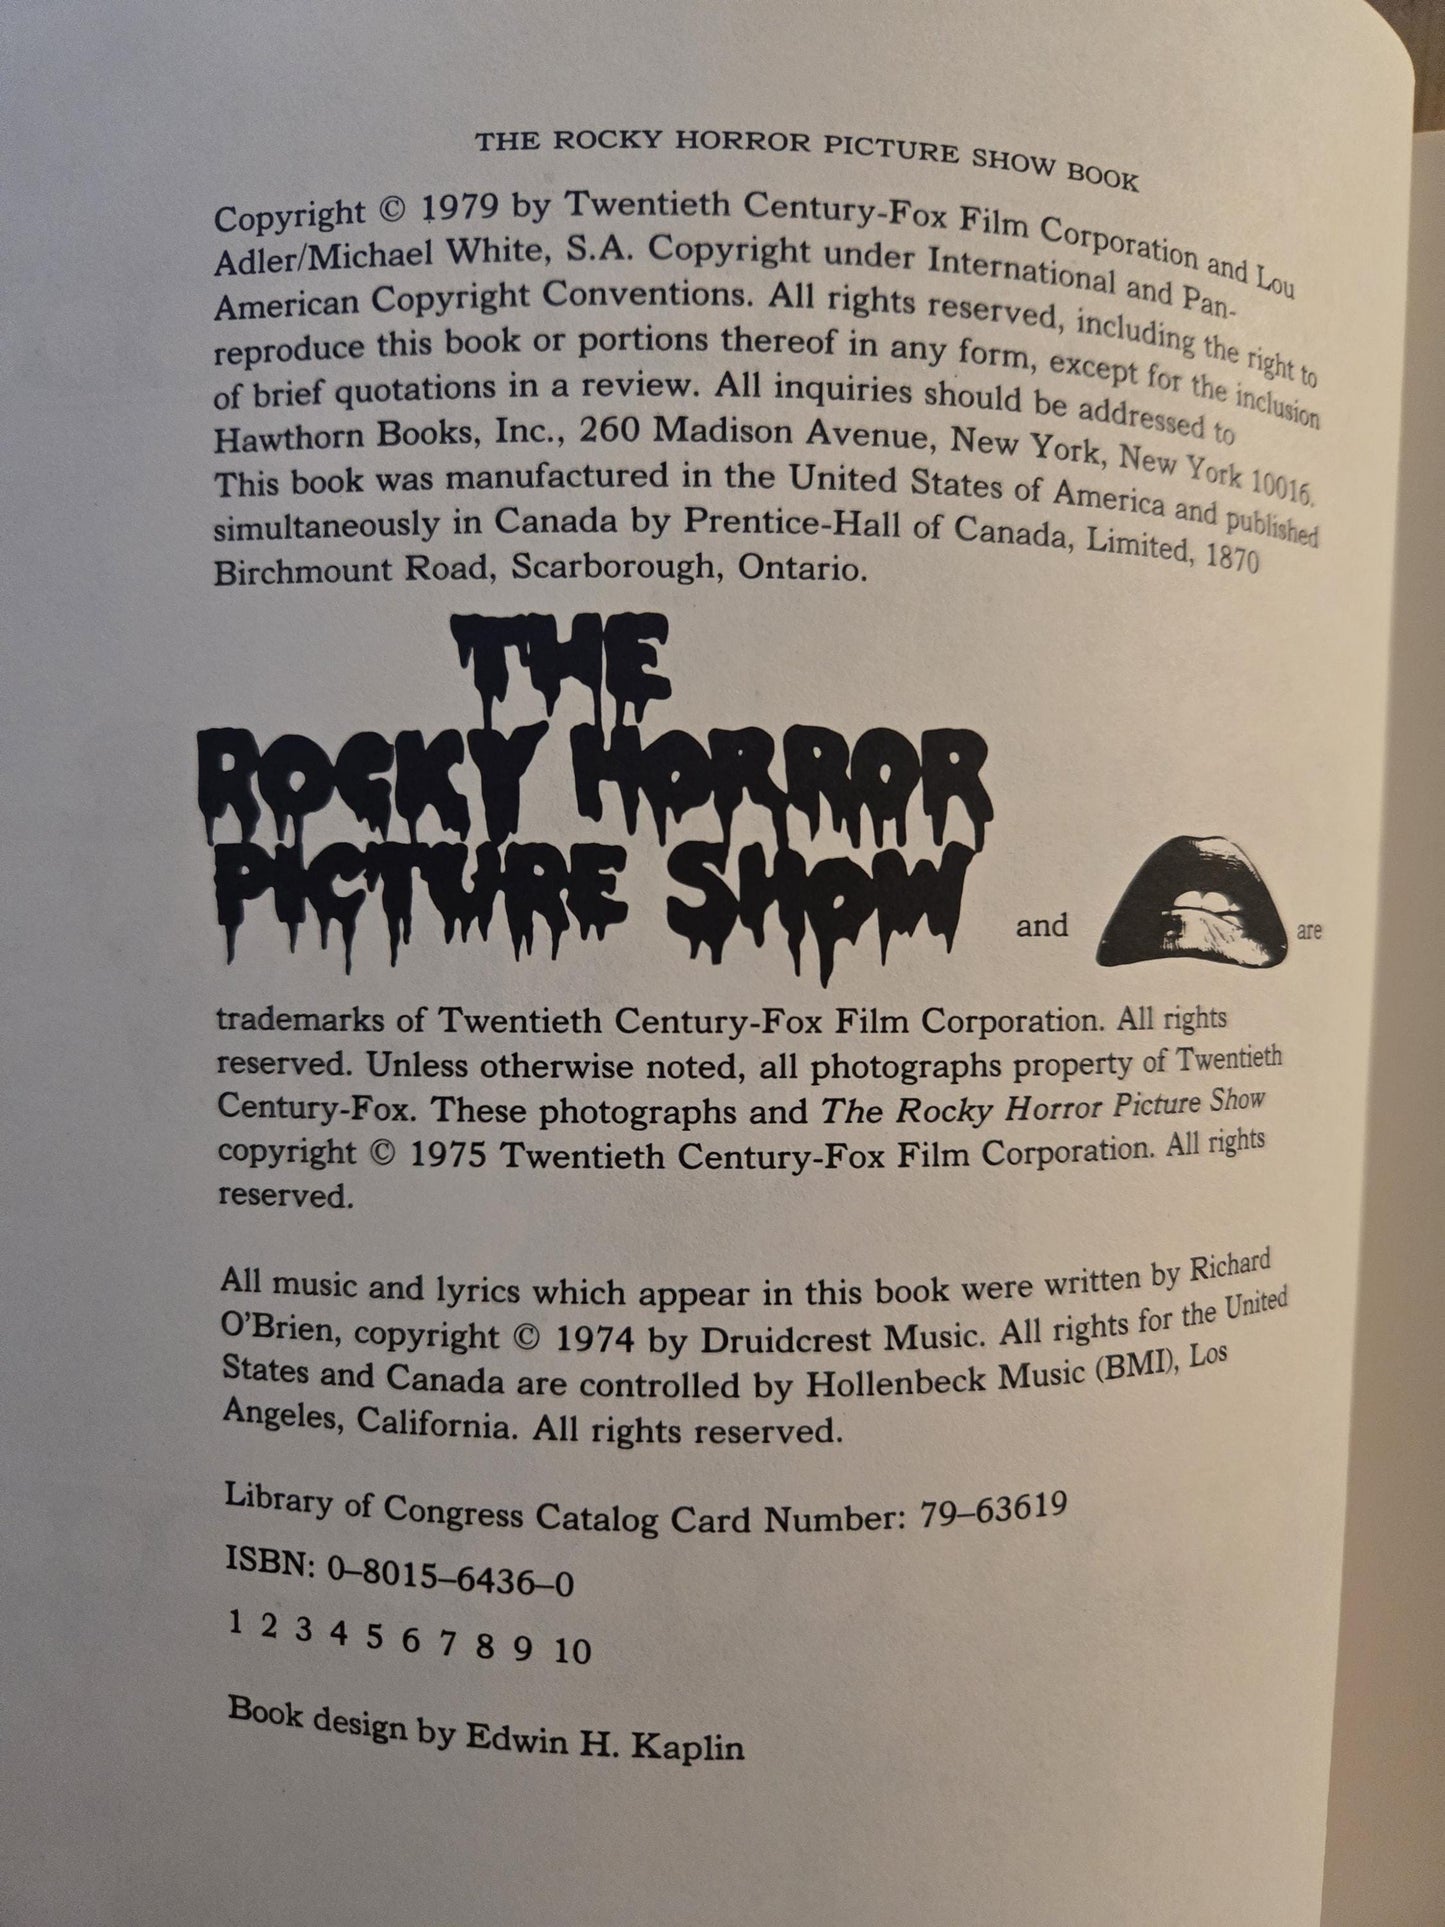 THE ROCKY HORROR PICTURE SHOW BOOK
Copyright © 1979 by Twentieth Century-Fox Film Corporation and Lou
Adler/Michael White, S.A. Copyright under International and Pan-
American Copyright Conventions. All rights reserved, including the right to
reproduce this book or portions thereof in any form, except for the inclusion
of brief quotations in a review. All inquiries should be addressed to
Hawthorn Books, Inc., 260 Madison Avenue, New York, New York 10016.
This book was manufactured in the United States of America and published
simultaneously in Canada by Prentice-Hall of Canada, Limited, 1870
Birchmount Road, Scarborough, Ontario.
THE
ROCKY HORROR
PICTURE SHOW and are
trademarks of Twentieth Century-Fox Film Corporation. All rights
reserved. Unless otherwise noted, all photographs property of Twentieth
Century-Fox. These photographs and The Rocky Horror Picture Show
copyright © 1975 Twentieth Century-Fox Film Corporation. All rights
reserved.
All music and lyrics which appear in this book were written by Richard
O'Brien, copyright © 1974 by Druidcrest Music. All rights for the United
States and Canada are controlled by Hollenbeck Music (BMI), Los
Angeles, California. All rights reserved.
Library of Congress Catalog Card Number: 79–63619
ISBN: 0–8015–6436–0
1 2 3 4 5 6 7 8 9 10
Book design by Edwin H. Kaplin